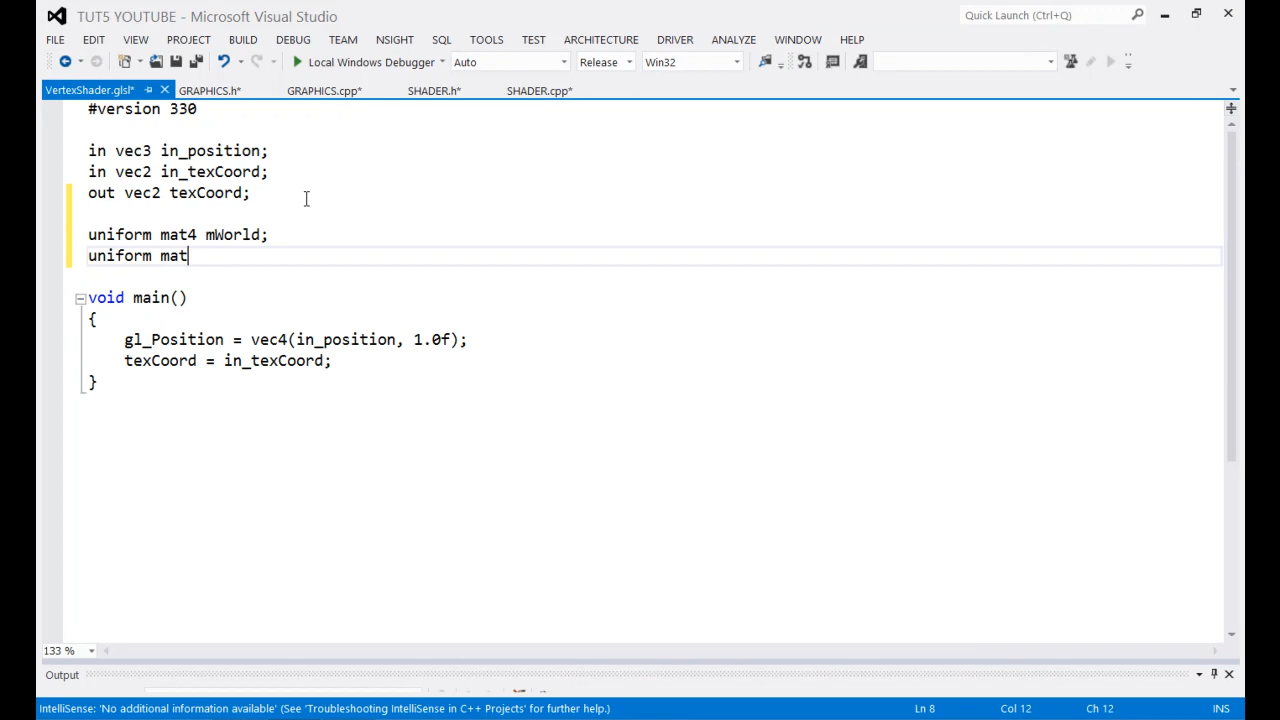 TUT5 YOUTUBE - Microsoft Visual Studio
Quick Launch (Ctrl+Q)
FILE EDIT VIEW PROJECT BUILD DEBUG TEAM NSIGHT SQL TOOLS TEST ARCHITECTURE DRIVER ANALYZE WINDOW HELP
Local Windows Debugger Auto Release Win32
VertexShader.glsl* GRAPHICS.h* GRAPHICS.cpp* SHADER.h* SHADER.cpp*
#version 330
in vec3 in_position;
in vec2 in_texCoord;
out vec2 texCoord;
uniform mat4 mWorld;
uniform mat
void main()
{
gl_Position = vec4(in_position, 1.0f);
texCoord = in_texCoord;
}
133 %
Output
IntelliSense: 'No additional information available' (See 'Troubleshooting IntelliSense in C++ Projects' for further help.) Ln 8 Col 12 Ch 12 INS